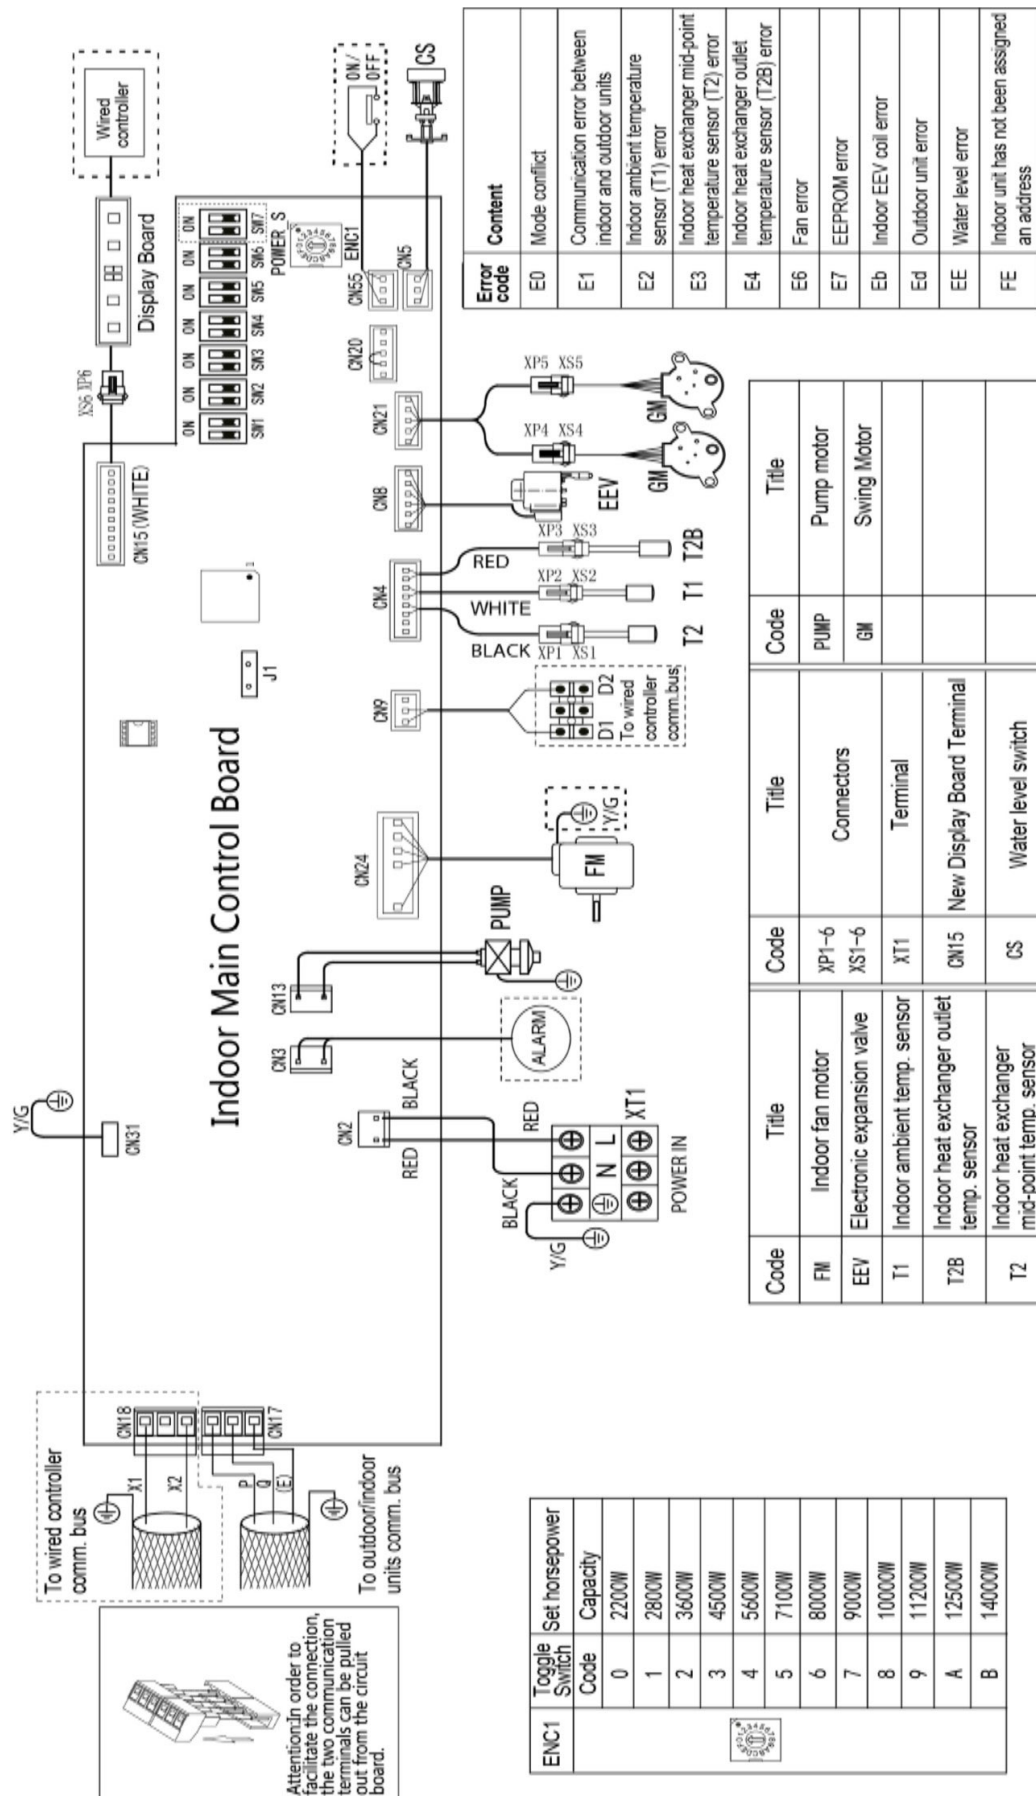 To wired controller
comm. bus
X1
X2
CN18
P
Q
(E)
CN17
To outdoor/indoor
units comm. bus
Attention:In order to
facilitate the connection,
the two communication
terminals can be pulled
out from the circuit
board.
Y/G
CN31
Indoor Main Control Board
J1
CN15(WHITE)
XS6 XP6
Display Board
Wired
controller
ON
ON
ON
ON
ON
ON
ON
SW1
SW2
SW3
SW4
SW5
SW6
SW7
POWER_S
ENC1
CN2
CN3
CN13
CN24
CN9
CN4
CN8
CN21
CN20
CN55
CN5
ON/
OFF
CS
RED
BLACK
BLACK
RED
Y/G
N
L
XT1
POWER IN
ALARM
PUMP
FM
Y/G
D1
D2
To wired
controller
comm.bus
BLACK
WHITE
RED
XP1 XS1
XP2 XS2
XP3 XS3
T2
T1
T2B
EEV
XP4 XS4
XP5 XS5
GM
GM
ENC1
Toggle
Switch
Set horsepower
Code
Capacity
0 2200W
1 2800W
2 3600W
3 4500W
4 5600W
5 7100W
6 8000W
7 9000W
8 10000W
9 11200W
A 12500W
B 14000W
Code Title Code Title Code Title
FM Indoor fan motor XP1-6 Connectors PUMP Pump motor
EEV Electronic expansion valve XS1-6 GM Swing Motor
T1 Indoor ambient temp. sensor XT1 Terminal
T2B Indoor heat exchanger outlet
temp. sensor CN15 New Display Board Terminal
T2 Indoor heat exchanger
mid-point temp. sensor CS Water level switch
Error
code
Content
E0 Mode conflict
E1 Communication error between
indoor and outdoor units
E2 Indoor ambient temperature
sensor (T1) error
E3 Indoor heat exchanger mid-point
temperature sensor (T2) error
E4 Indoor heat exchanger outlet
temperature sensor (T2B) error
E6 Fan error
E7 EEPROM error
Eb Indoor EEV coil error
Ed Outdoor unit error
EE Water level error
FE Indoor unit has not been assigned
an address